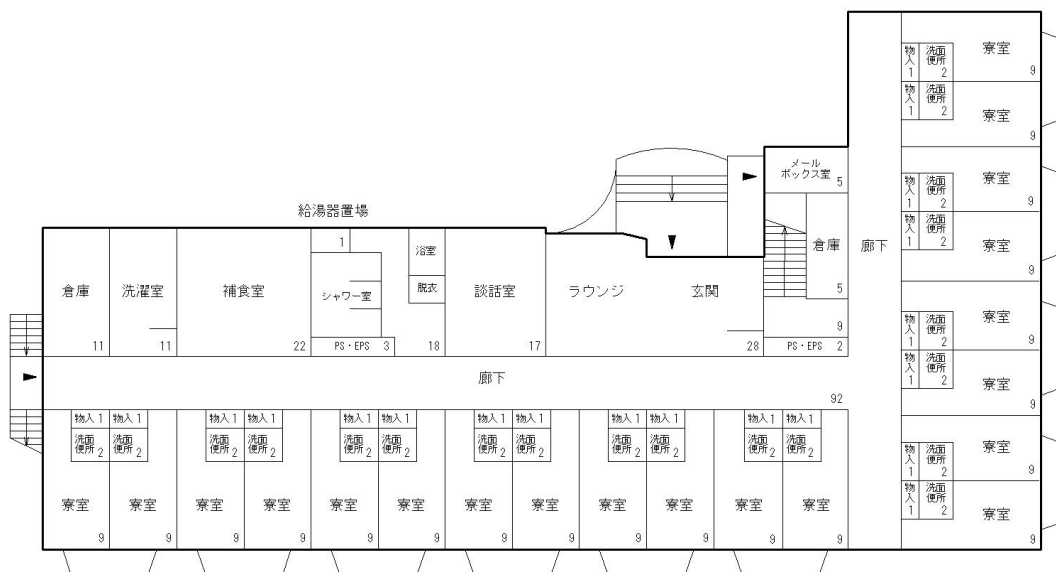 物入
1
洗面
便所
2
寮室
9
物入
1
洗面
便所
2
寮室
9
メール
ボックス室
5
物入
1
洗面
便所
2
寮室
9
物入
1
洗面
便所
2
寮室
9
給湯器置場
倉庫
11
洗濯室
11
補食室
22
1
シャワー室
PS・EPS 3
浴室
脱衣
18
談話室
17
ラウンジ
玄関
28
倉庫
5
9
PS・EPS 2
廊下
物入
1
洗面
便所
2
寮室
9
物入
1
洗面
便所
2
寮室
9
廊下
92
物入
1
洗面
便所
2
寮室
9
物入
1
洗面
便所
2
寮室
9
物入 1
物入 1
物入 1
物入 1
物入 1
物入 1
物入 1
物入 1
物入 1
物入 1
物入 1
物入 1
洗面
便所 2
洗面
便所 2
洗面
便所 2
洗面
便所 2
洗面
便所 2
洗面
便所 2
洗面
便所 2
洗面
便所 2
洗面
便所 2
洗面
便所 2
洗面
便所 2
洗面
便所 2
寮室
9
寮室
9
寮室
9
寮室
9
寮室
9
寮室
9
寮室
9
寮室
9
寮室
9
寮室
9
寮室
9
寮室
9